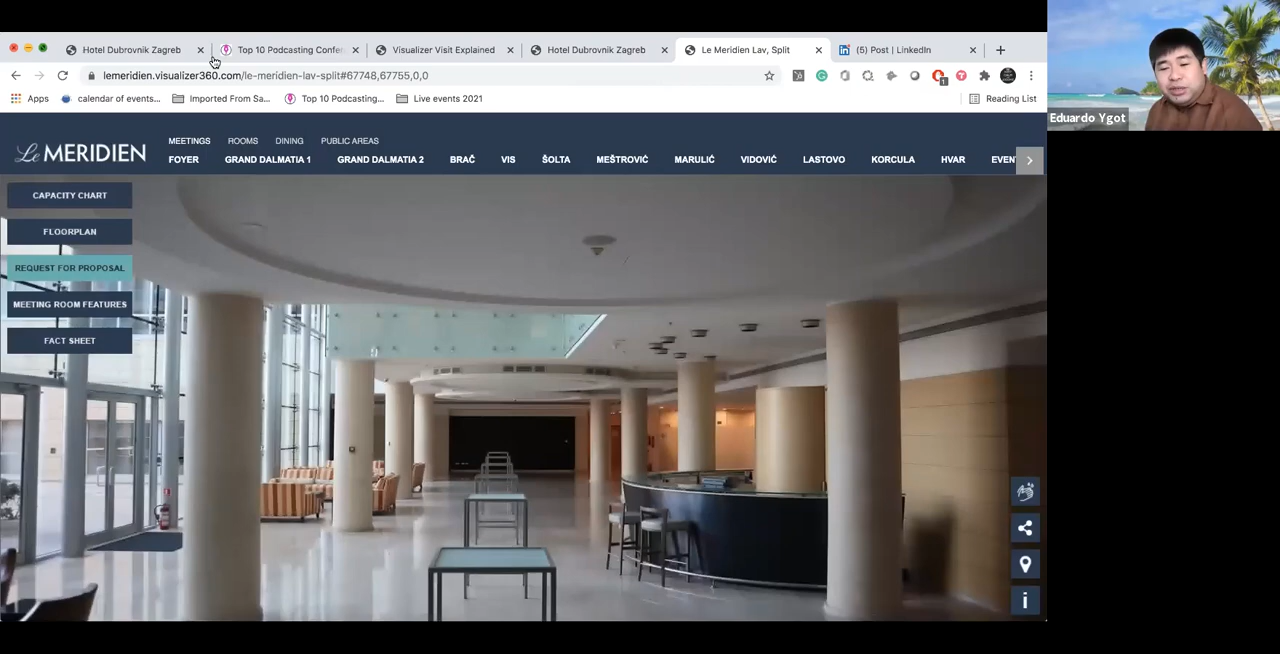 Hotel Dubrovnik Zagreb
Top 10 Podcasting Confer
Visualizer Visit Explained
Hotel Dubrovnik Zagreb
Le Meridien Lav, Split
(5) Post | LinkedIn
lemeridien.visualizer360.com/le-meridien-lav-split#67748,67755,0,0
Apps
calendar of events...
Imported From Sa...
Top 10 Podcasting...
Live events 2021
Reading List
Eduardo Ygot
Le MERIDIEN
MEETINGS ROOMS DINING PUBLIC AREAS
FOYER GRAND DALMATIA 1 GRAND DALMATIA 2 BRAČ VIS ŠOLTA MEŠTROVIĆ MARULIĆ VIDOVIĆ LASTOVO KORCULA HVAR EVEN
CAPACITY CHART
FLOORPLAN
REQUEST FOR PROPOSAL
MEETING ROOM FEATURES
FACT SHEET